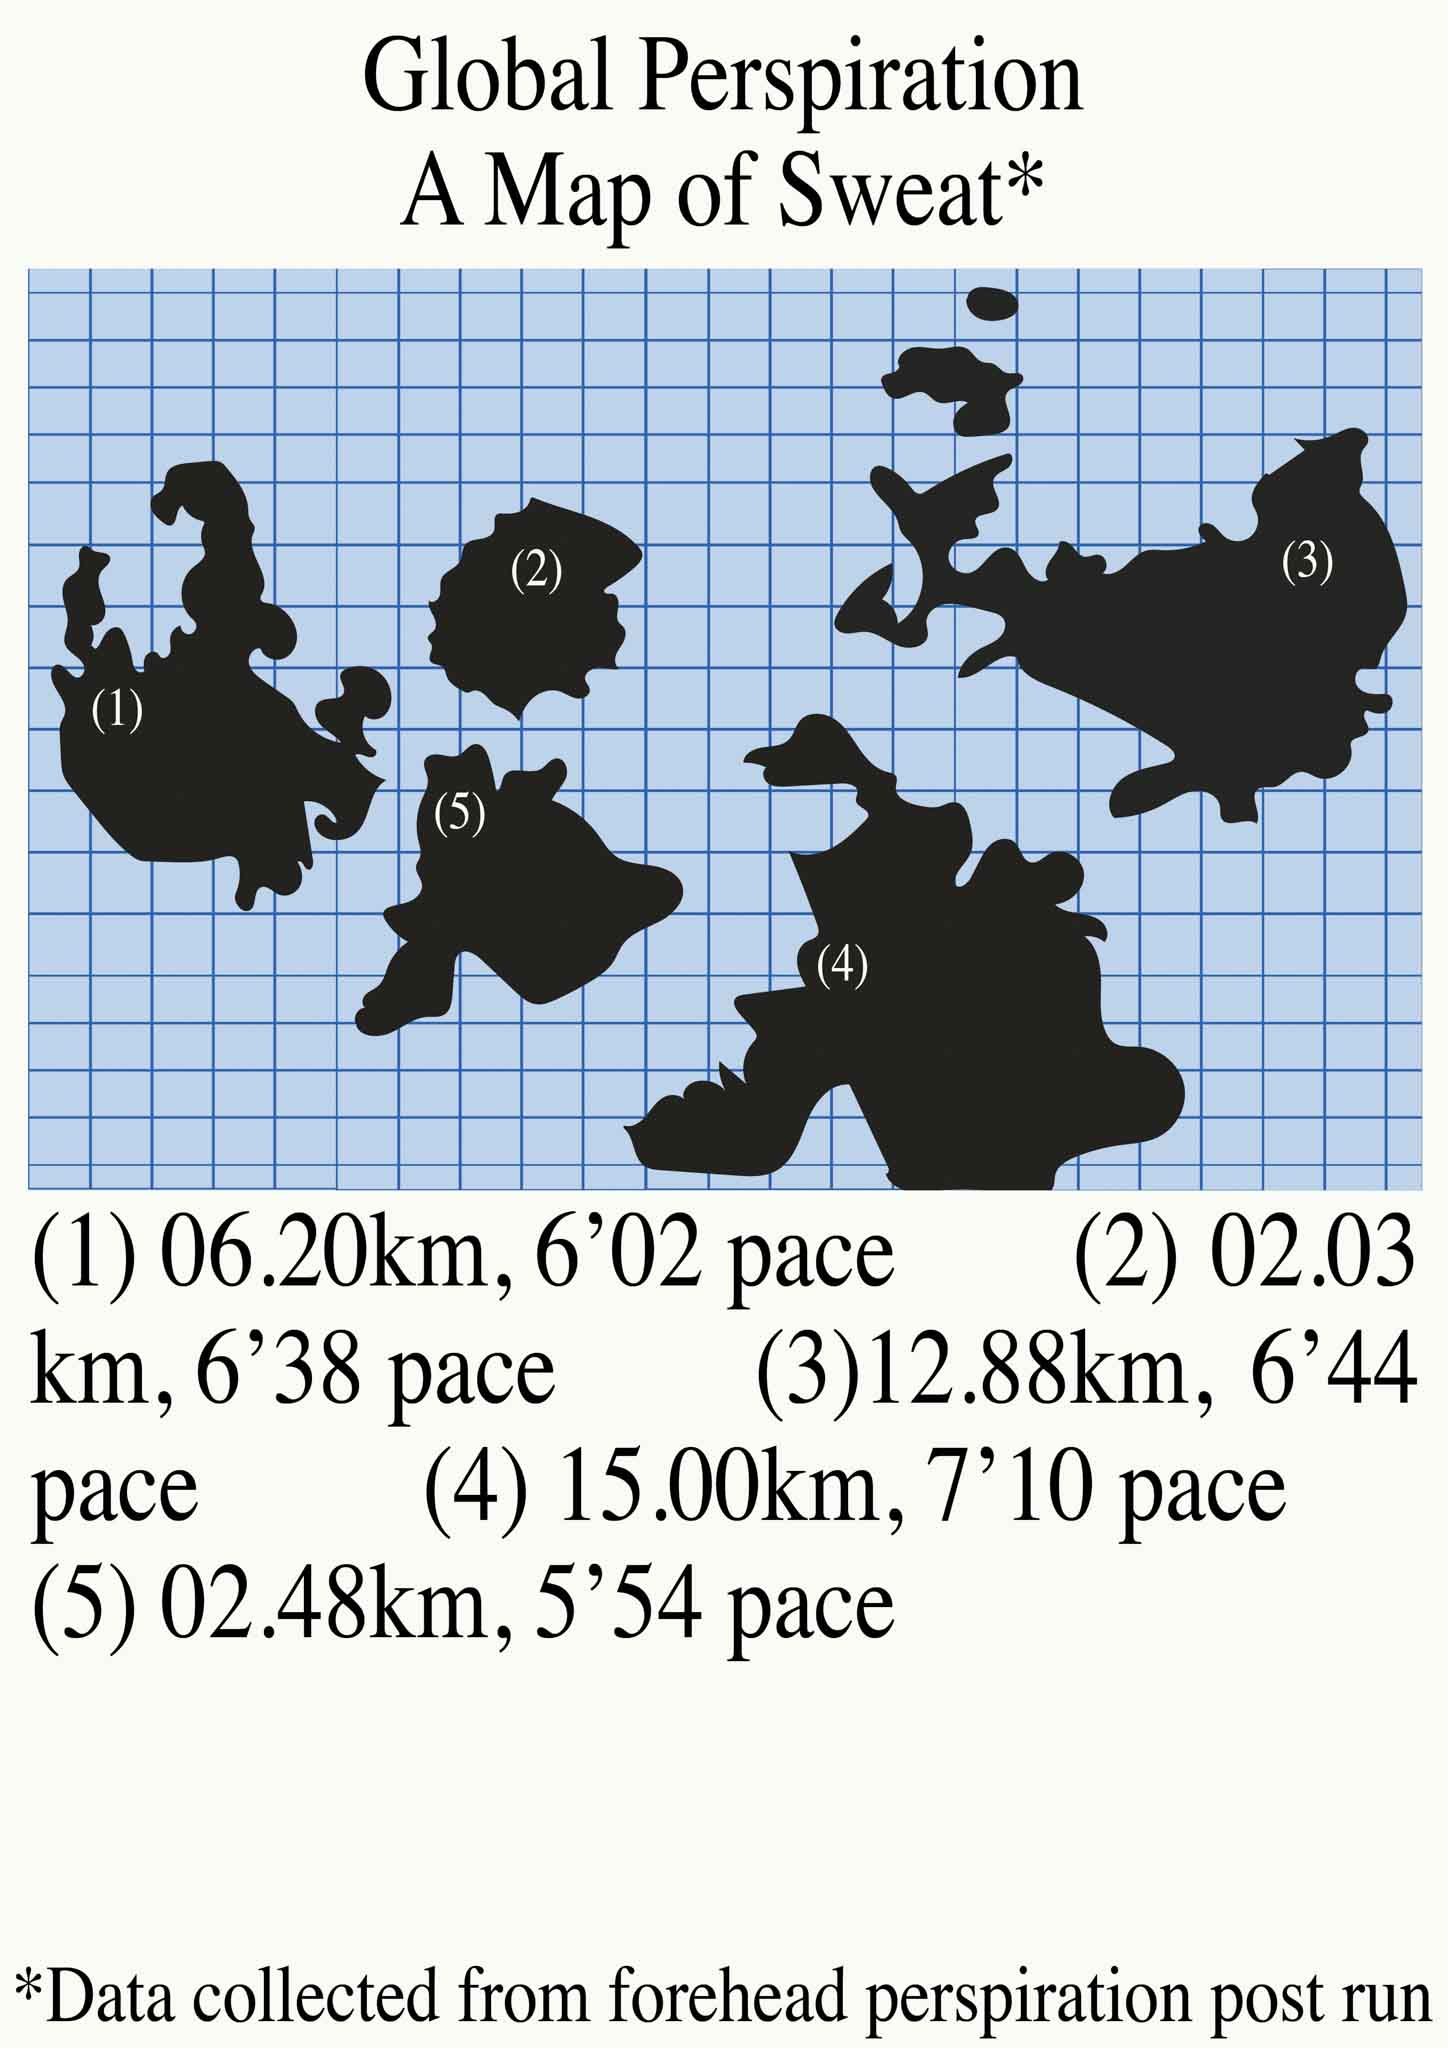 Global Perspiration
A Map of Sweat*
(3)
(2)
(1)
(5)
(4)
(1) 06.20km, 6’02 pace (2) 02.03
km, 6’38 pace (3)12.88km, 6’44
pace (4) 15.00km, 7’10 pace
(5) 02.48km, 5’54 pace
*Data collected from forehead perspiration post run